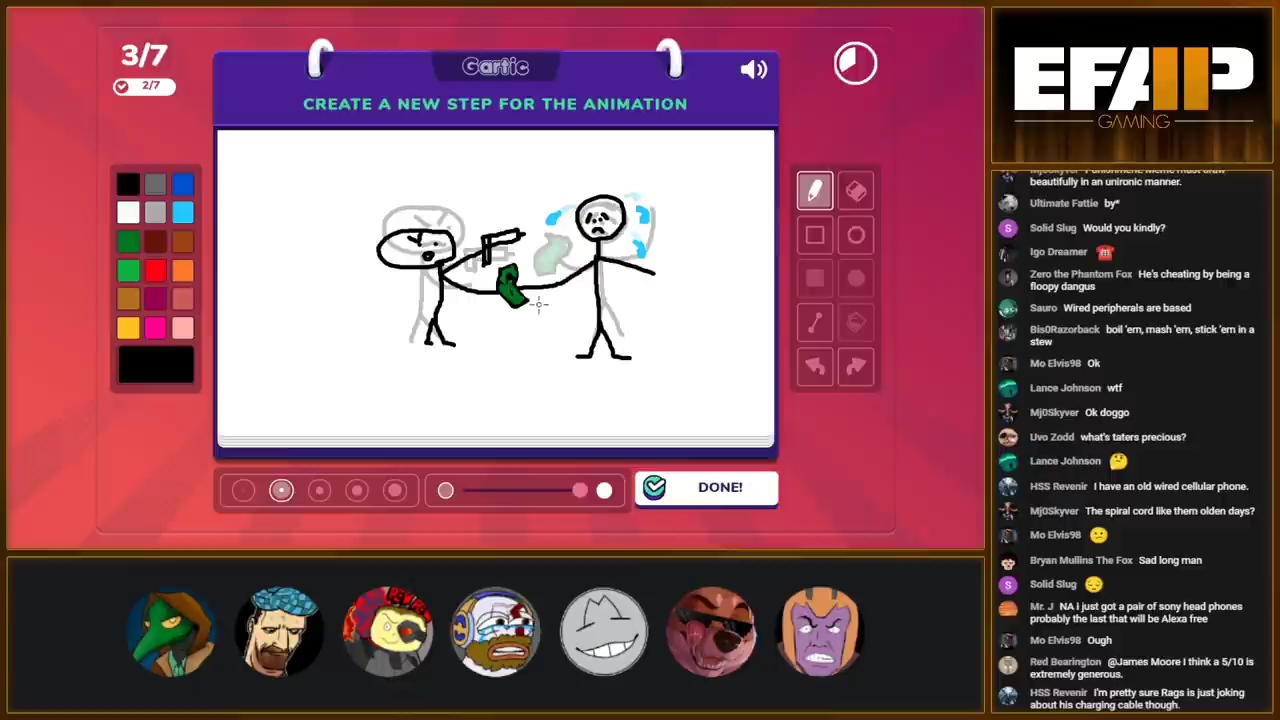 3/7
2/7
Gartic
CREATE A NEW STEP FOR THE ANIMATION
DONE!
EFAP
GAMING
beautifully in an unironic manner.
Ultimate Fattie by*
Solid Slug Would you kindly?
Igo Dreamer
Zero the Phantom Fox He's cheating by being a
floopy dangus
Sauro Wired peripherals are based
Bis0Razorback boil 'em, mash 'em, stick 'em in a
stew
Mo Elvis98 Ok
Lance Johnson wtf
Mj0Skyver Ok doggo
Uvo Zodd what's taters precious?
Lance Johnson
HSS Revenir I have an old wired cellular phone.
Mj0Skyver The spiral cord like them olden days?
Mo Elvis98
Bryan Mullins The Fox Sad long man
Solid Slug
Mr. J NA i just got a pair of sony head phones
probably the last that will be Alexa free
Mo Elvis98 Ough
Red Bearington @James Moore I think a 5/10 is
extremely generous.
HSS Revenir I'm pretty sure Rags is just joking
about his charging cable though.